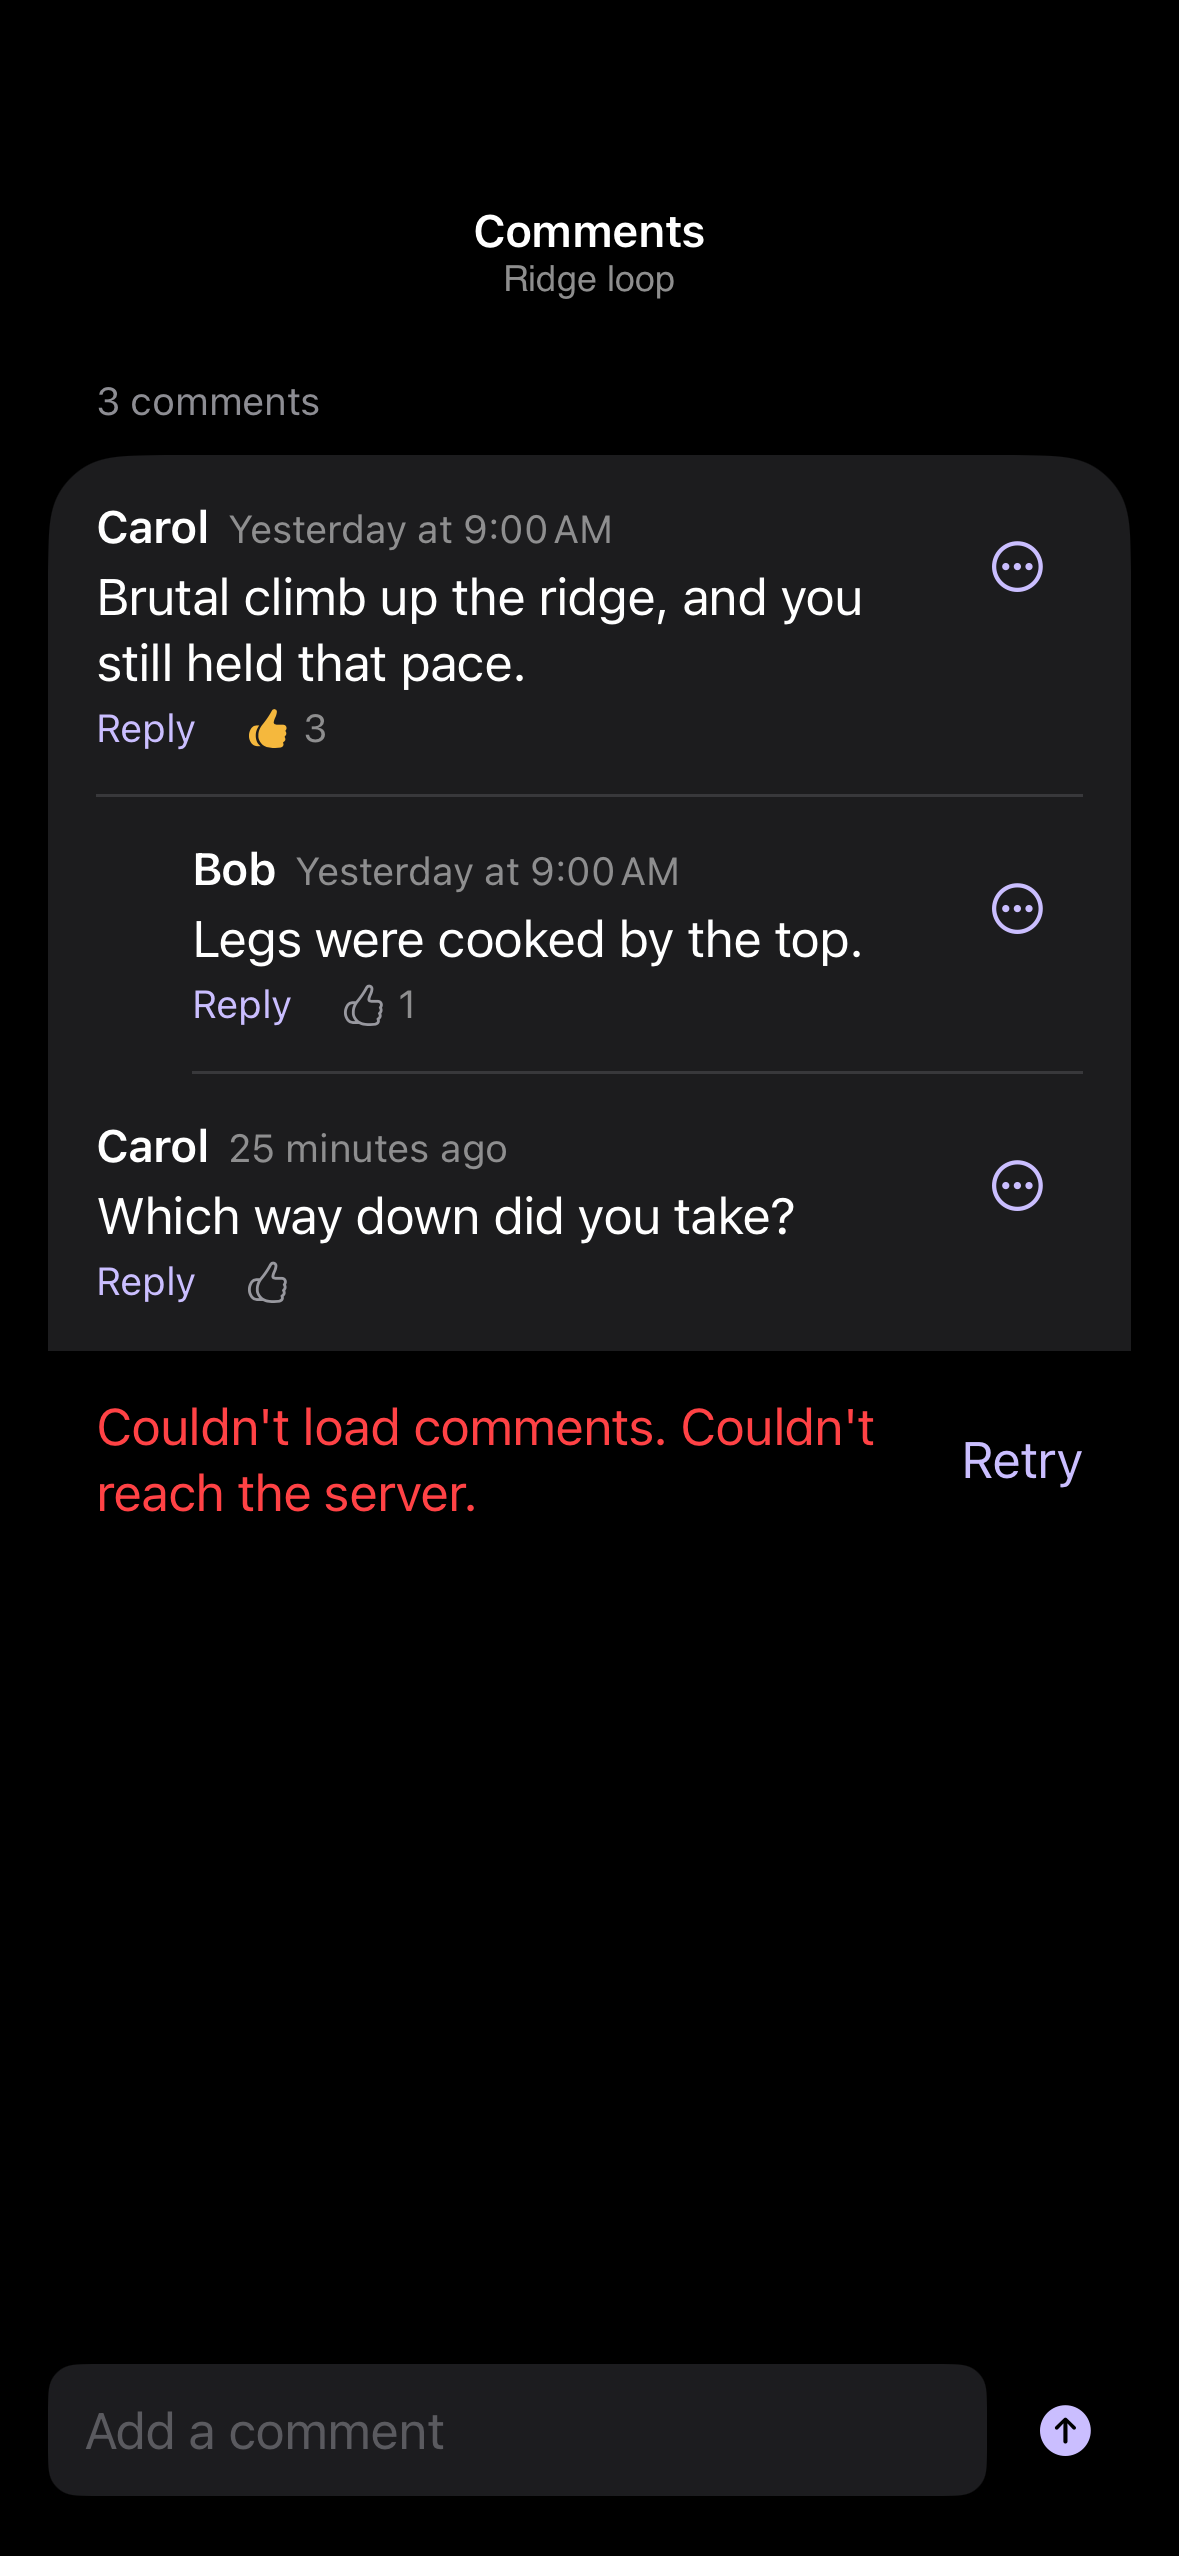 Comments
Ridge loop
3 comments
Carol Yesterday at 9:00 AM
Brutal climb up the ridge, and you
still held that pace.
Reply 3
Bob Yesterday at 9:00 AM
Legs were cooked by the top.
Reply 1
Carol 25 minutes ago
Which way down did you take?
Reply
Couldn't load comments. Couldn't
reach the server.
Retry
Add a comment